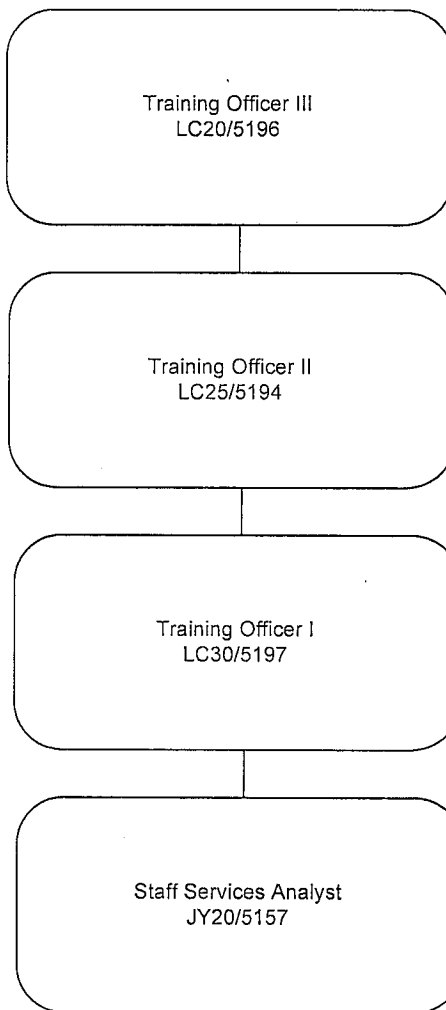 Training Officer III
LC20/5196
Training Officer II
LC25/5194
Training Officer I
LC30/5197
Staff Services Analyst
JY20/5157